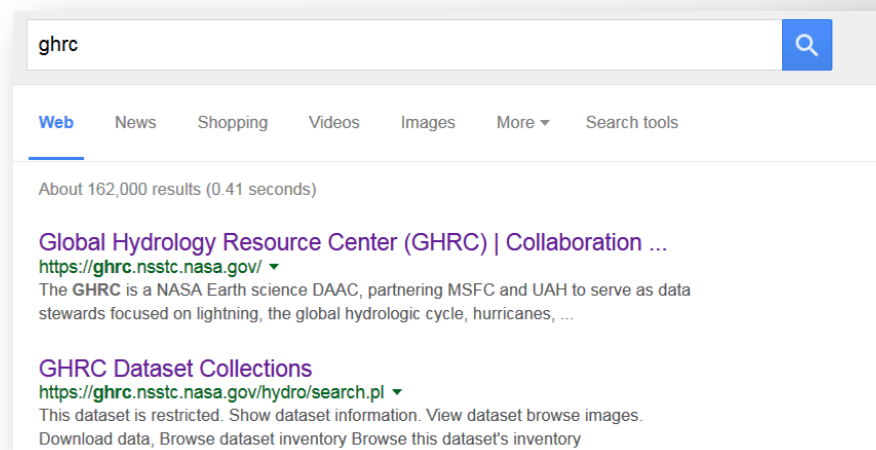 ghrc
Web News Shopping Videos Images More Search tools
About 162,000 results (0.41 seconds)
Global Hydrology Resource Center (GHRC) | Collaboration ...
https://ghrc.nsstc.nasa.gov/
The GHRC is a NASA Earth science DAAC, partnering MSFC and UAH to serve as data
stewards focused on lightning, the global hydrologic cycle, hurricanes, ...
GHRC Dataset Collections
https://ghrc.nsstc.nasa.gov/hydro/search.pl
This dataset is restricted. Show dataset information. View dataset browse images.
Download data, Browse dataset inventory Browse this dataset's inventory